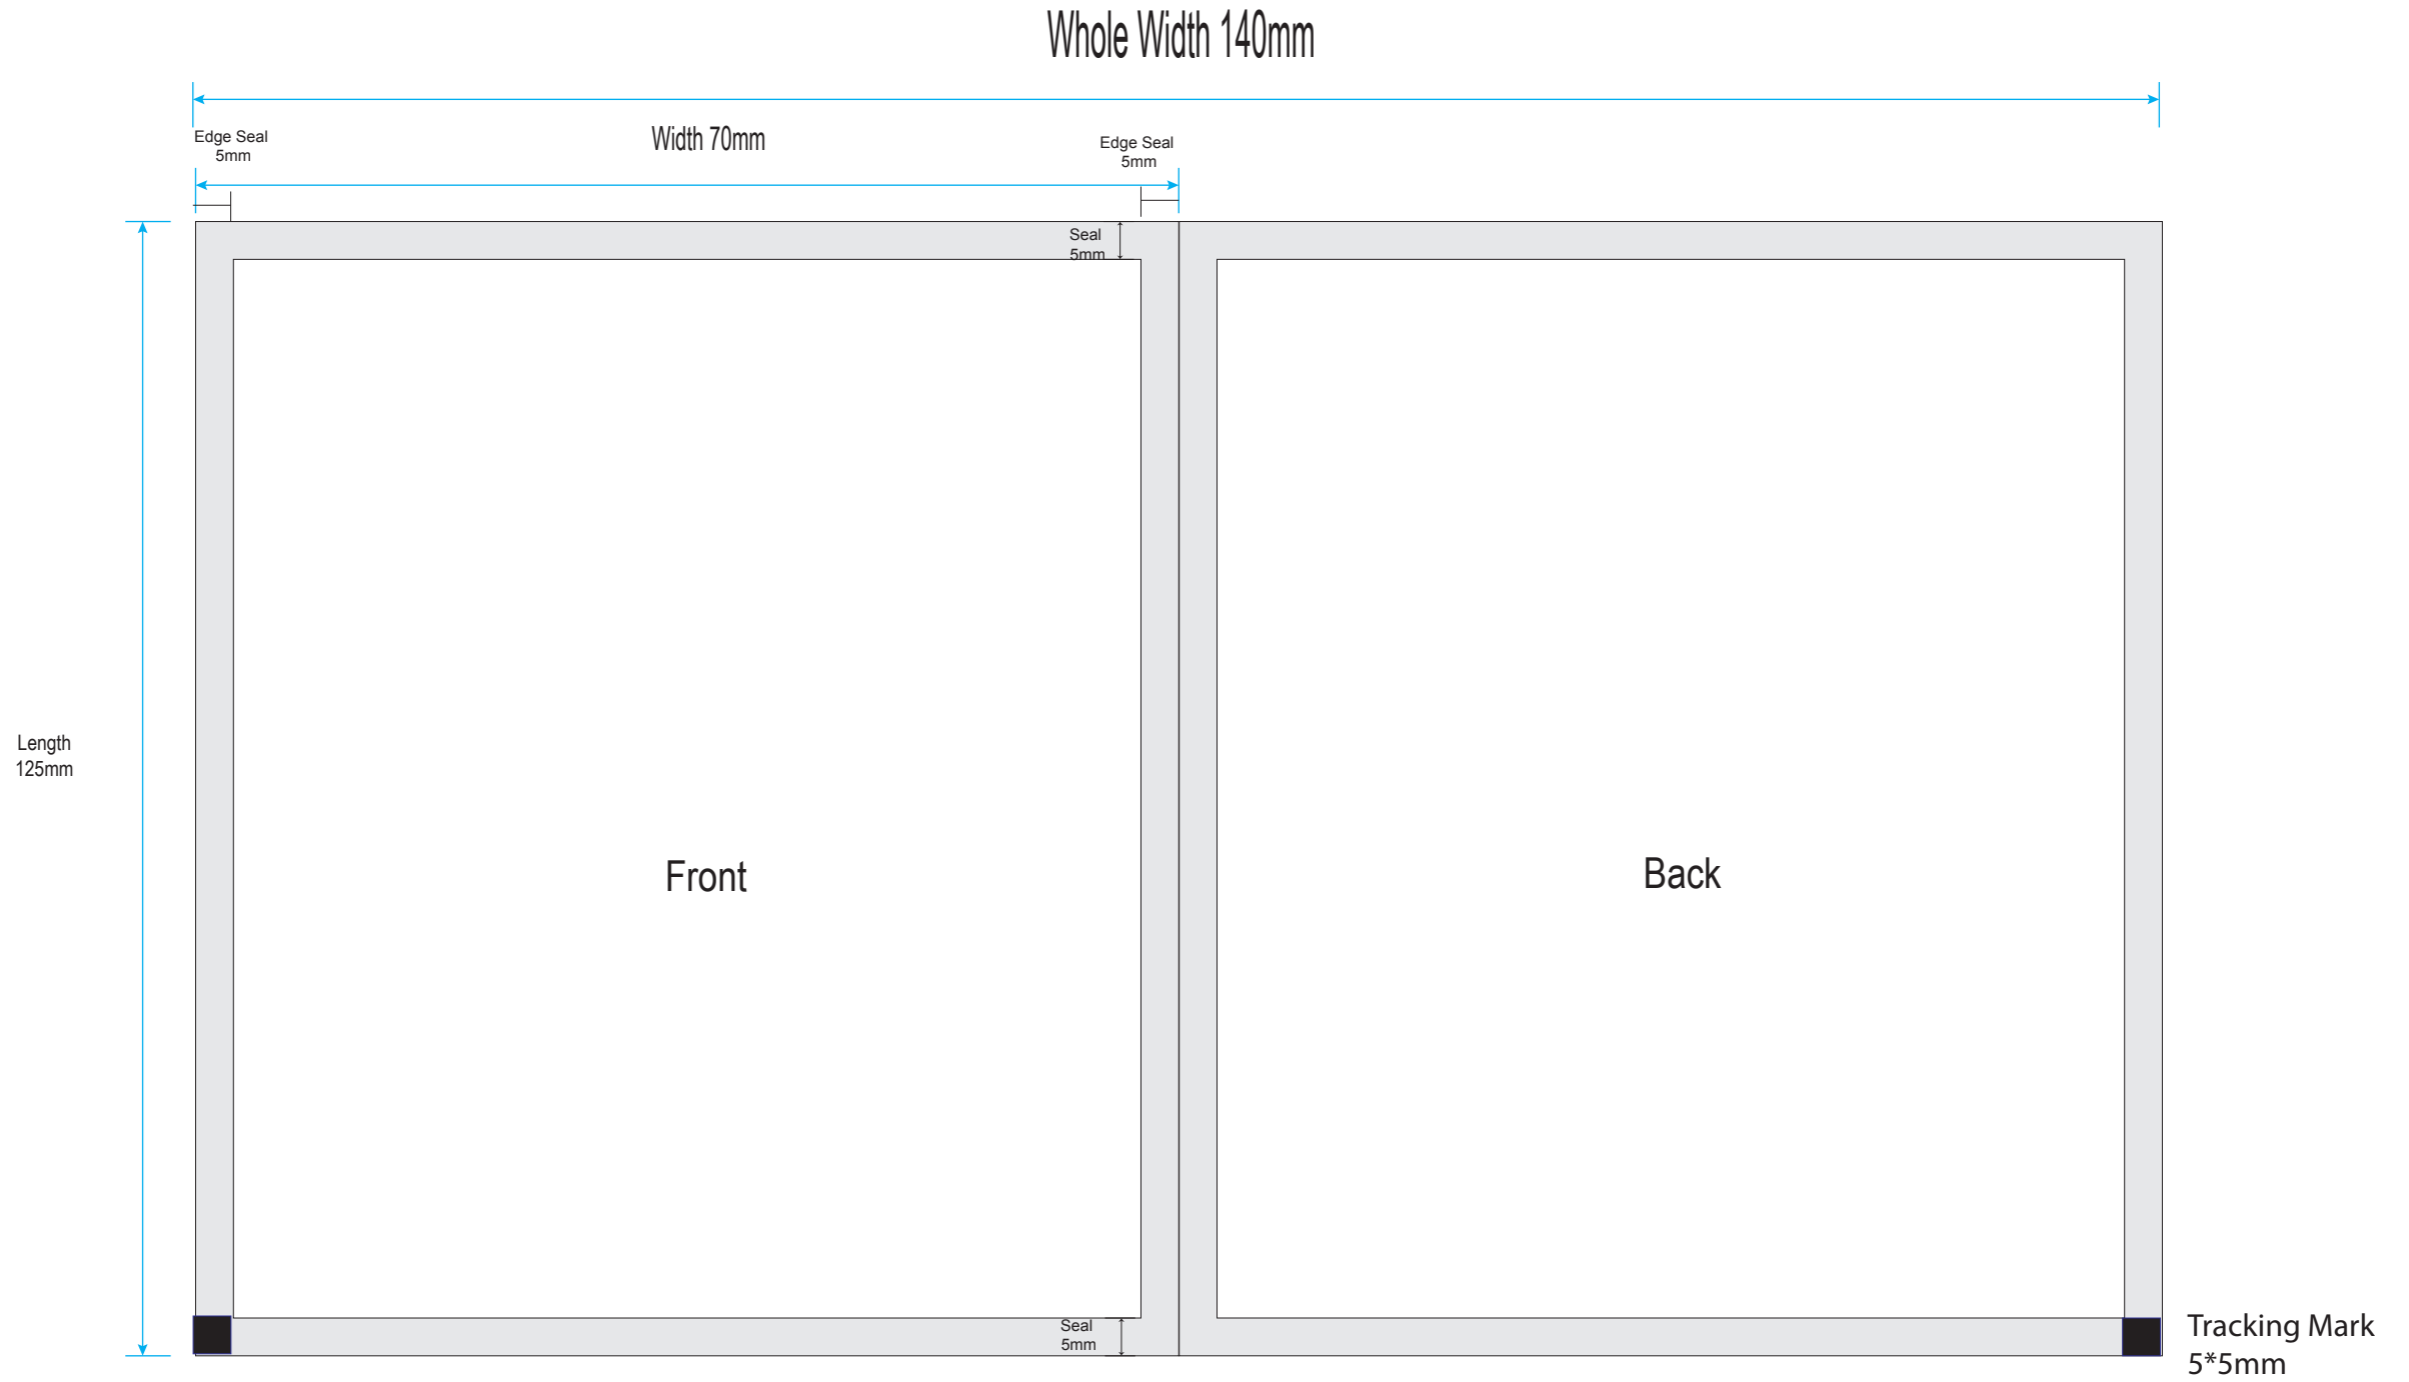 Whole Width 140mm
Edge Seal
5mm
Width 70mm
Edge Seal
5mm
Seal
5mm
Length
125mm
Front
Back
Seal
5mm
Tracking Mark
5*5mm